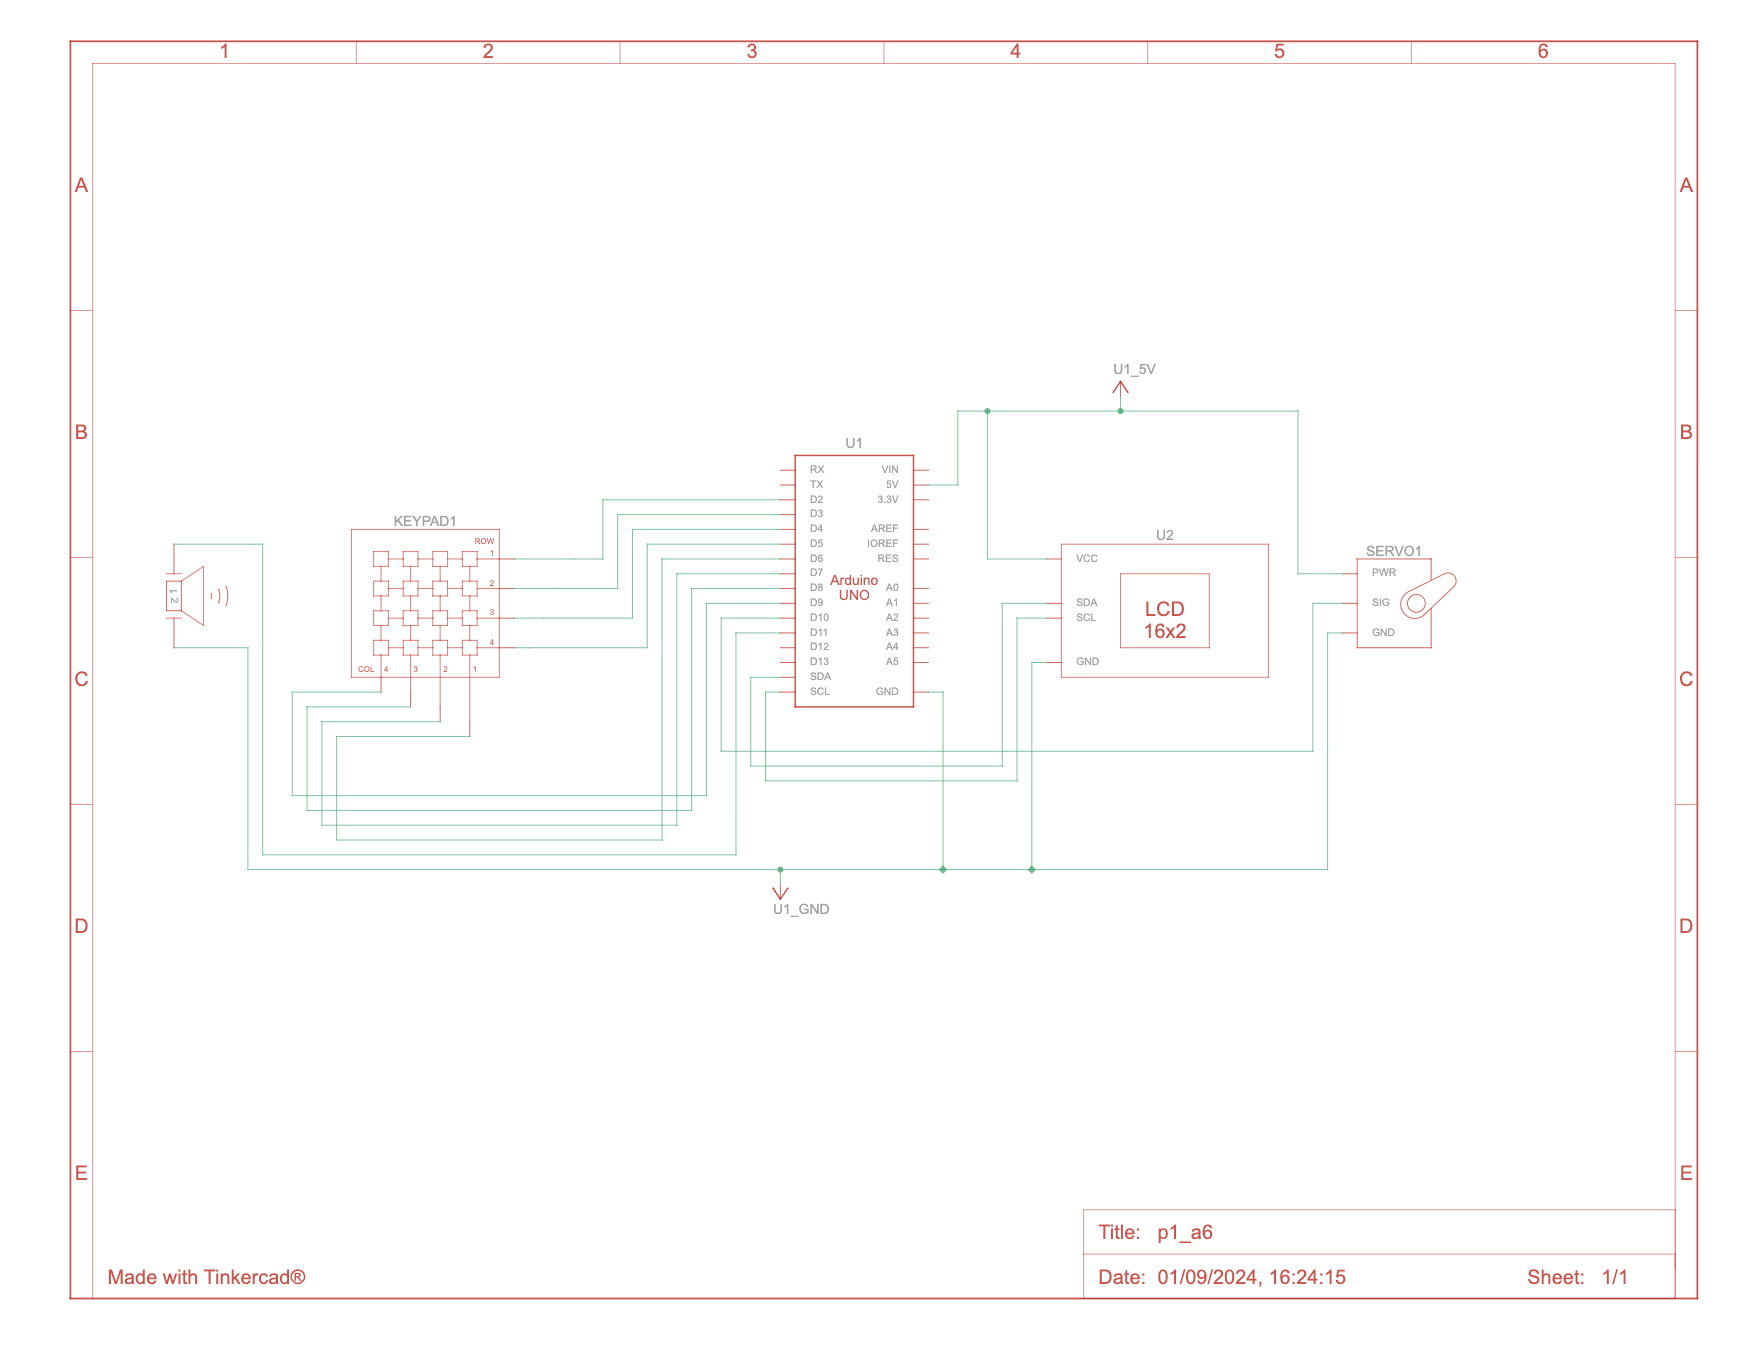 1 2 3 4 5 6
A A
U1_5V
B B
U1
RX VIN
TX 5V
D2 3.3V
D3
D4 AREF
D5 IOREF
D6 RES
D7
D8 A0
D9 A1
D10 A2
D11 A3
D12 A4
D13 A5
SDA
SCL GND
Arduino
UNO
KEYPAD1
ROW
1
2
3
4
COL 4 3 2 1
1 2
U2
VCC
SDA
SCL
GND
LCD
16x2
SERVO1
PWR
SIG
GND
C C
U1_GND
D D
E E
Title: p1_a6
Date: 01/09/2024, 16:24:15 Sheet: 1/1
Made with Tinkercad®